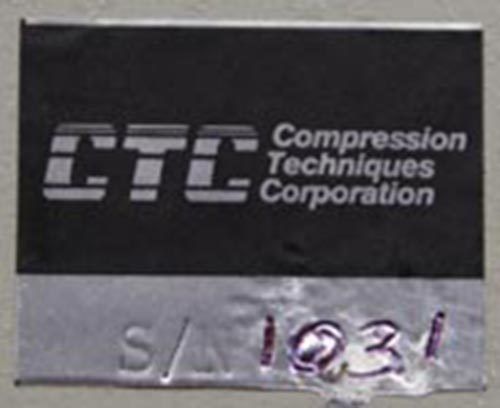 CTC
Compression
Techniques
Corporation
S/N 1031